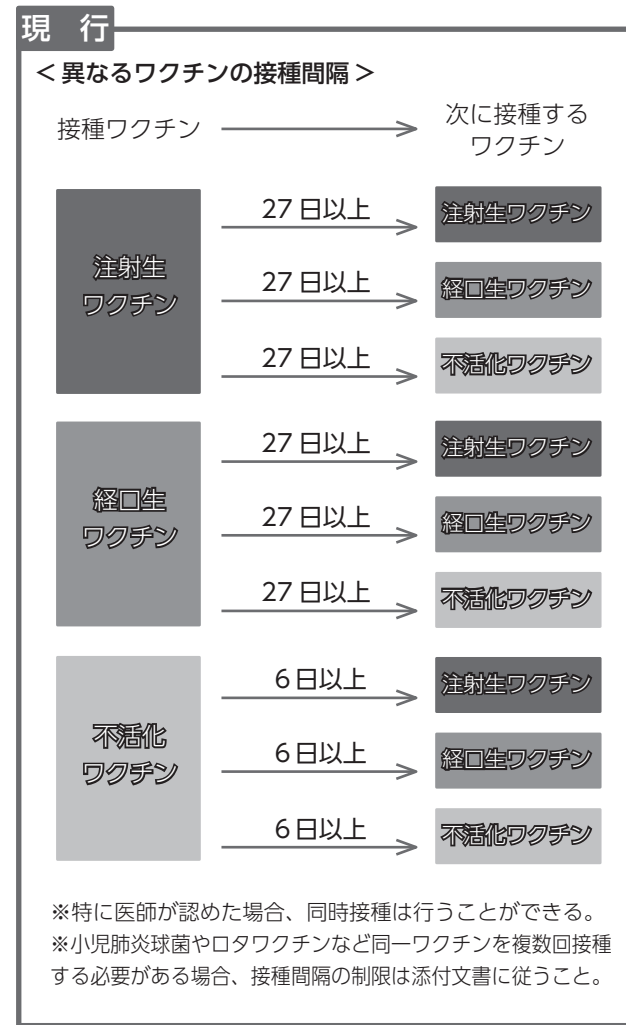 現 行
＜異なるワクチンの接種間隔＞
接種ワクチン
次に接種する
ワクチン
注射生
ワクチン
27日以上
注射生ワクチン
27日以上
経口生ワクチン
27日以上
不活化ワクチン
経口生
ワクチン
27日以上
注射生ワクチン
27日以上
経口生ワクチン
27日以上
不活化ワクチン
不活化
ワクチン
6日以上
注射生ワクチン
6日以上
経口生ワクチン
6日以上
不活化ワクチン
※特に医師が認めた場合、同時接種は行うことができる。
※小児肺炎球菌やロタワクチンなど同一ワクチンを複数回接種
する必要がある場合、接種間隔の制限は添付文書に従うこと。